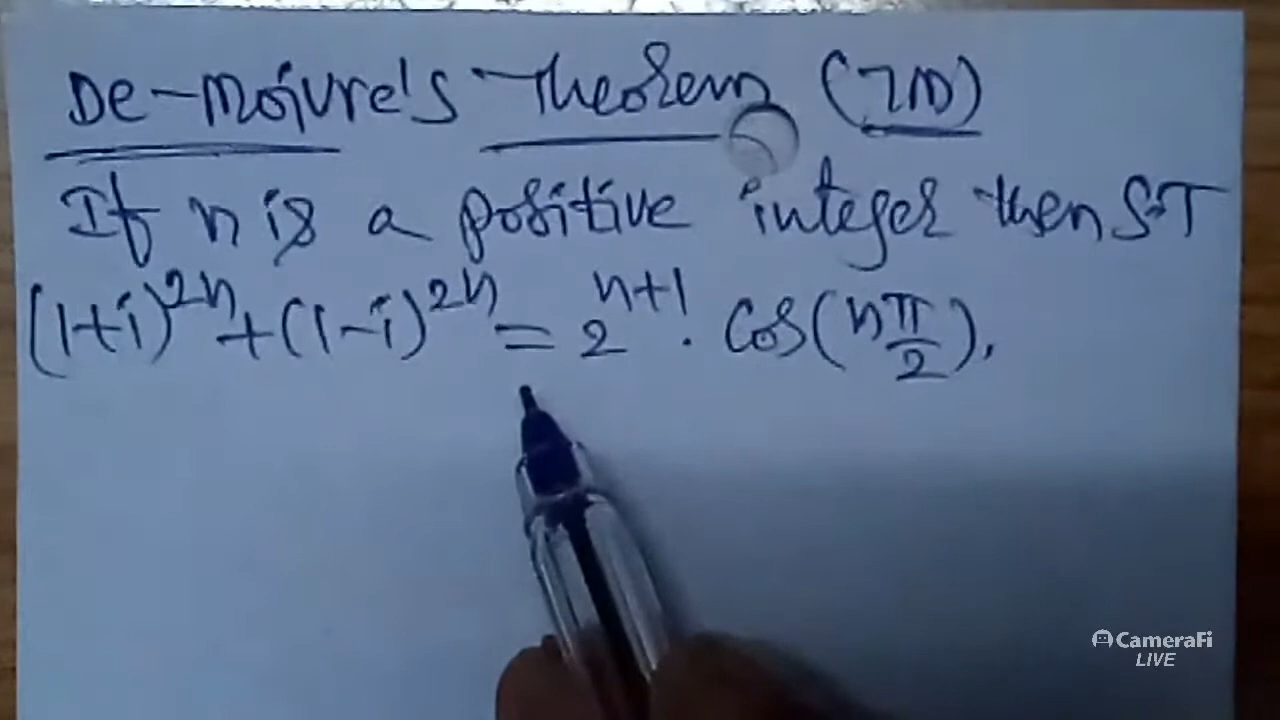 De-Moivre's Theorem (7M)
If n is a positive integer then S.T
(1+i)^2n + (1-i)^2n = 2^n+1 . Cos(nπ/2).
CameraFi
LIVE